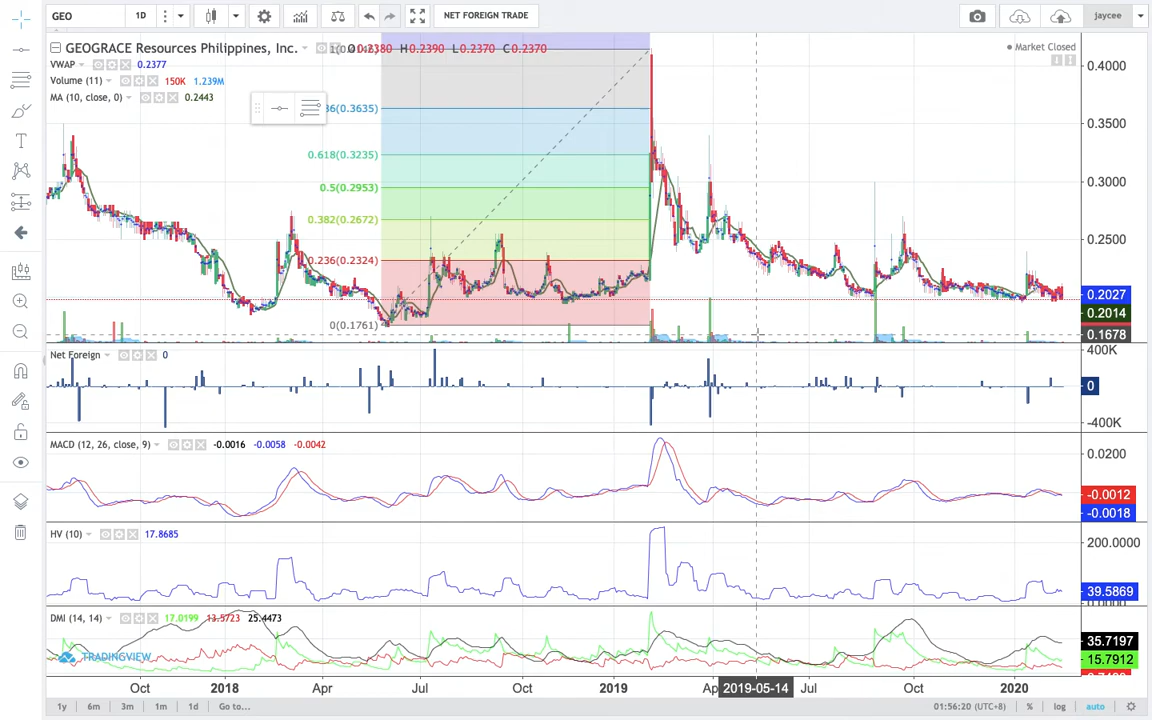 GEO 1D NET FOREIGN TRADE jaycee
GEOGRACE Resources Philippines, Inc. O0.2380 H0.2390 L0.2370 C0.2370
Market Closed
VWAP 0.2377
Volume (11) 150K 1.239M
MA (10, close, 0) 0.2443
0.4000
0.3500
0.3000
0.2500
0.2027
0.2014
0.1678
0.618(0.3235)
0.5(0.2953)
0.382(0.2672)
0.236(0.2324)
0(0.1761)
Net Foreign 0
400K
0
-400K
MACD (12, 26, close, 9) -0.0016 -0.0058 -0.0042
0.0200
-0.0012
-0.0018
HV (10) 17.8685
200.0000
39.5869
DMI (14, 14) 17.0199 13.5723 25.4473
35.7197
15.7912
TRADINGVIEW
Oct 2018 Apr Jul Oct 2019 2019-05-14 Jul Oct 2020
1y 6m 3m 1m 1d Go to... 01:56:20 (UTC+8) % log auto